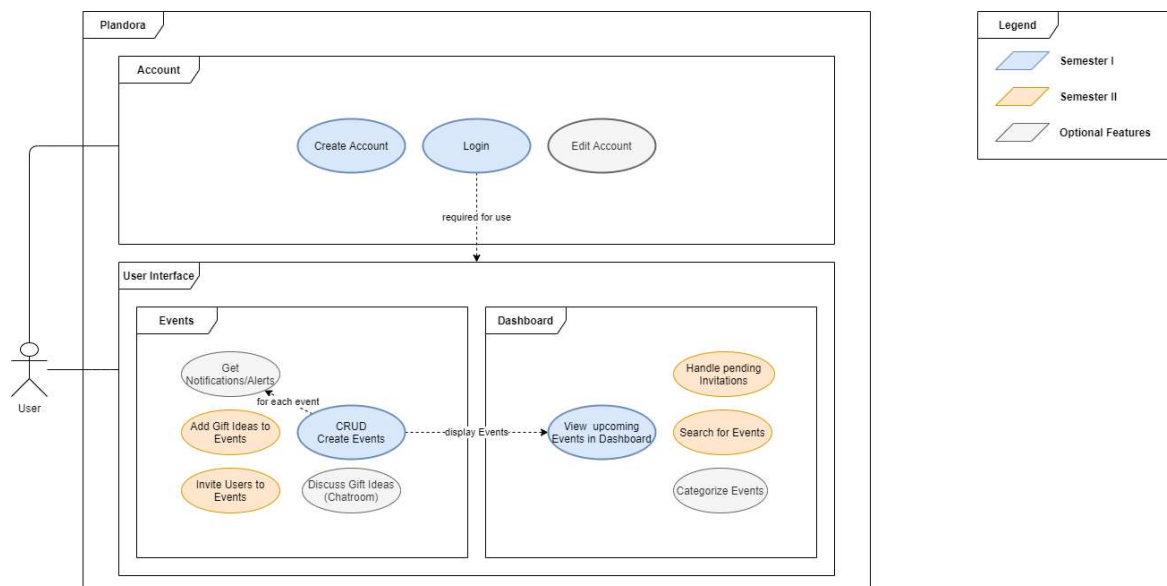 Plandora
Legend
Semester I
Semester II
Optional Features
Account
Create Account
Login
Edit Account
required for use
User Interface
Events
Get
Notifications/Alerts
for each event
Add Gift Ideas to
Events
CRUD
Create Events
Invite Users to
Events
Discuss Gift Ideas
(Chatroom)
display Events
Dashboard
Handle pending
Invitations
View upcoming
Events in Dashboard
Search for Events
Categorize Events
User